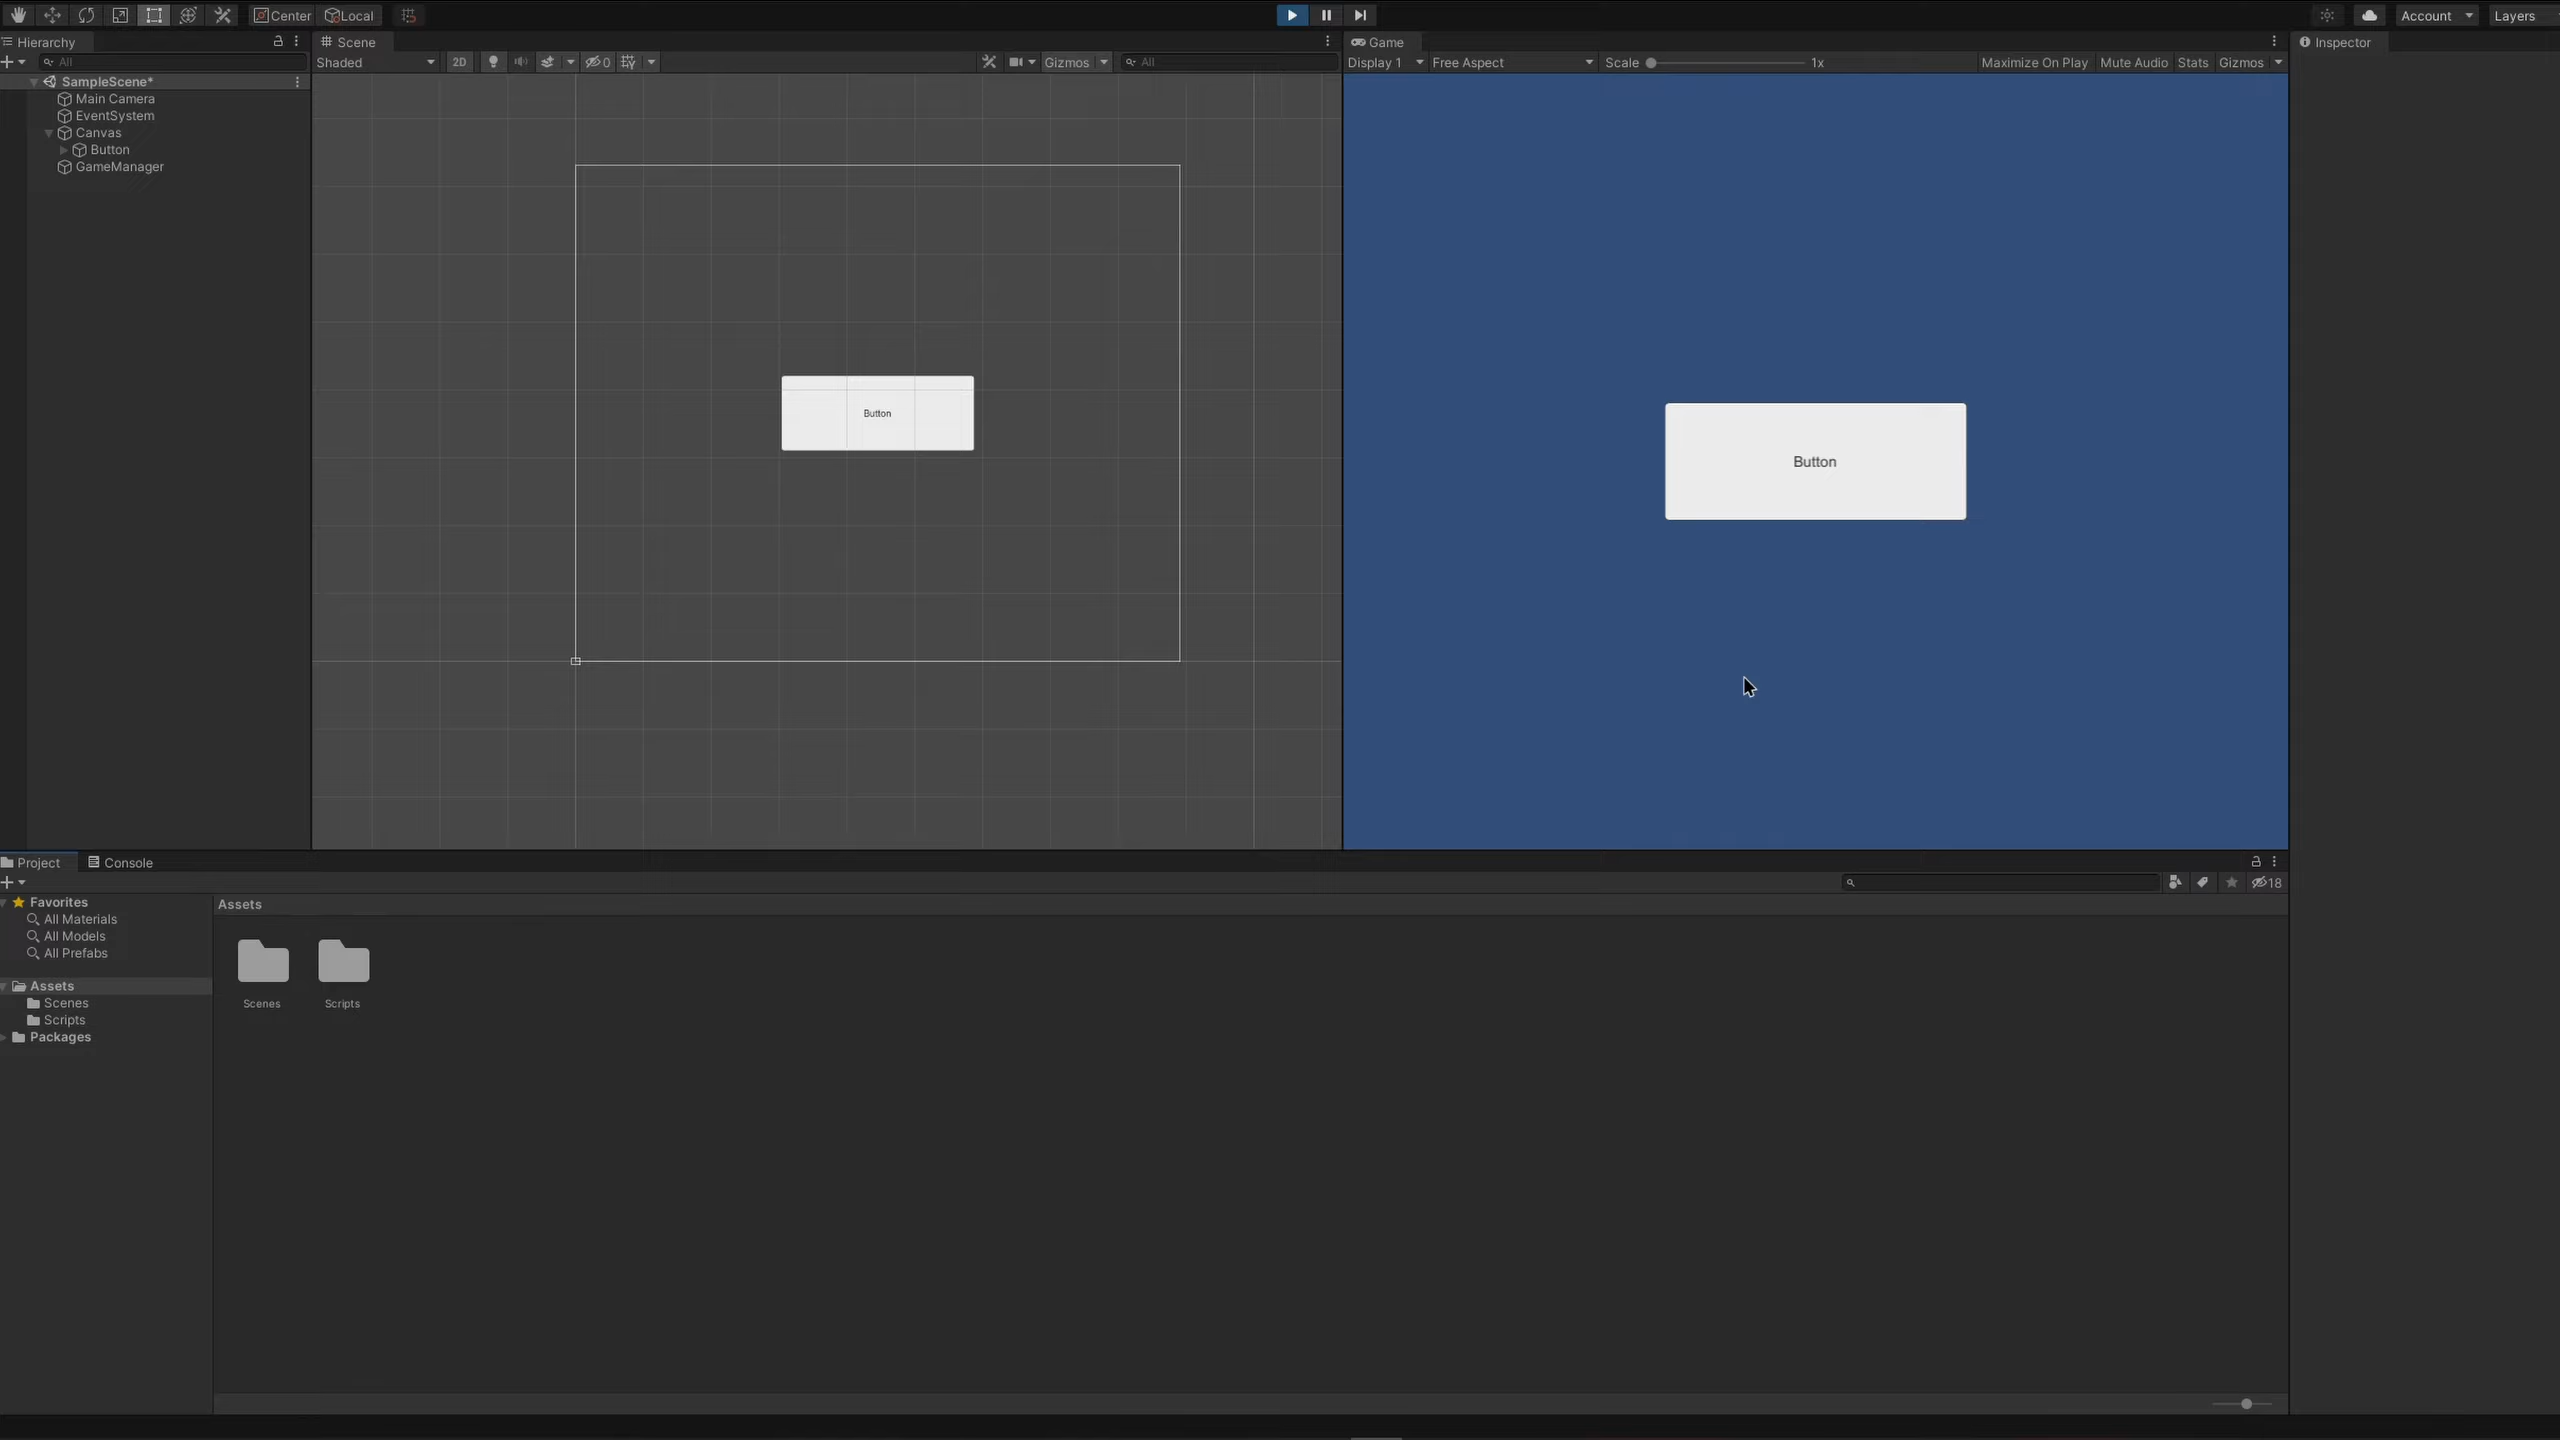 Center Local Account Layers
Hierarchy
All
SampleScene*
Main Camera
EventSystem
Canvas
Button
GameManager
Scene
Shaded 2D 0 Gizmos All
Button
Game
Display 1 Free Aspect Scale 1x Maximize On Play Mute Audio Stats Gizmos
Button
Inspector
Project Console
18
Favorites
All Materials
All Models
All Prefabs
Assets
Scenes
Scripts
Packages
Assets
Scenes Scripts